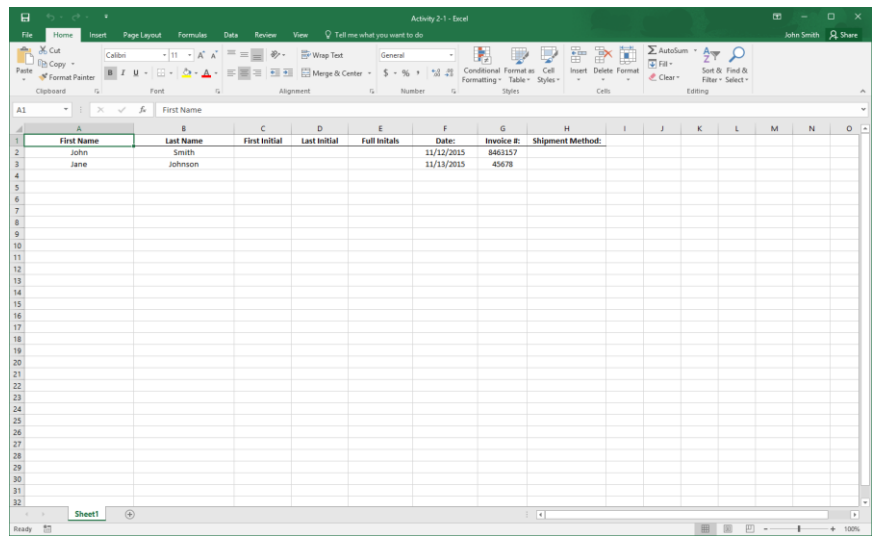 Activity 2-1 - Excel
File Home Insert Page Layout Formulas Data Review View Tell me what you want to do John Smith Share
Cut
Copy
Format Painter
Paste
Clipboard
Calibri 11
B I U
Font
Wrap Text
Merge & Center
Alignment
General
$ % ,
Number
Conditional Formatting
Format as Table
Cell Styles
Styles
Insert Delete Format
Cells
AutoSum
Fill
Clear
Sort & Filter
Find & Select
Editing
A1 fx First Name
A B C D E F G H I J K L M N O
1 First Name Last Name First Initial Last Initial Full Initals Date: Invoice #: Shipment Method:
2 John Smith 11/12/2015 8463157
3 Jane Johnson 11/13/2015 45678
4
5
6
7
8
9
10
11
12
13
14
15
16
17
18
19
20
21
22
23
24
25
26
27
28
29
30
31
32
Sheet1
Ready 100%